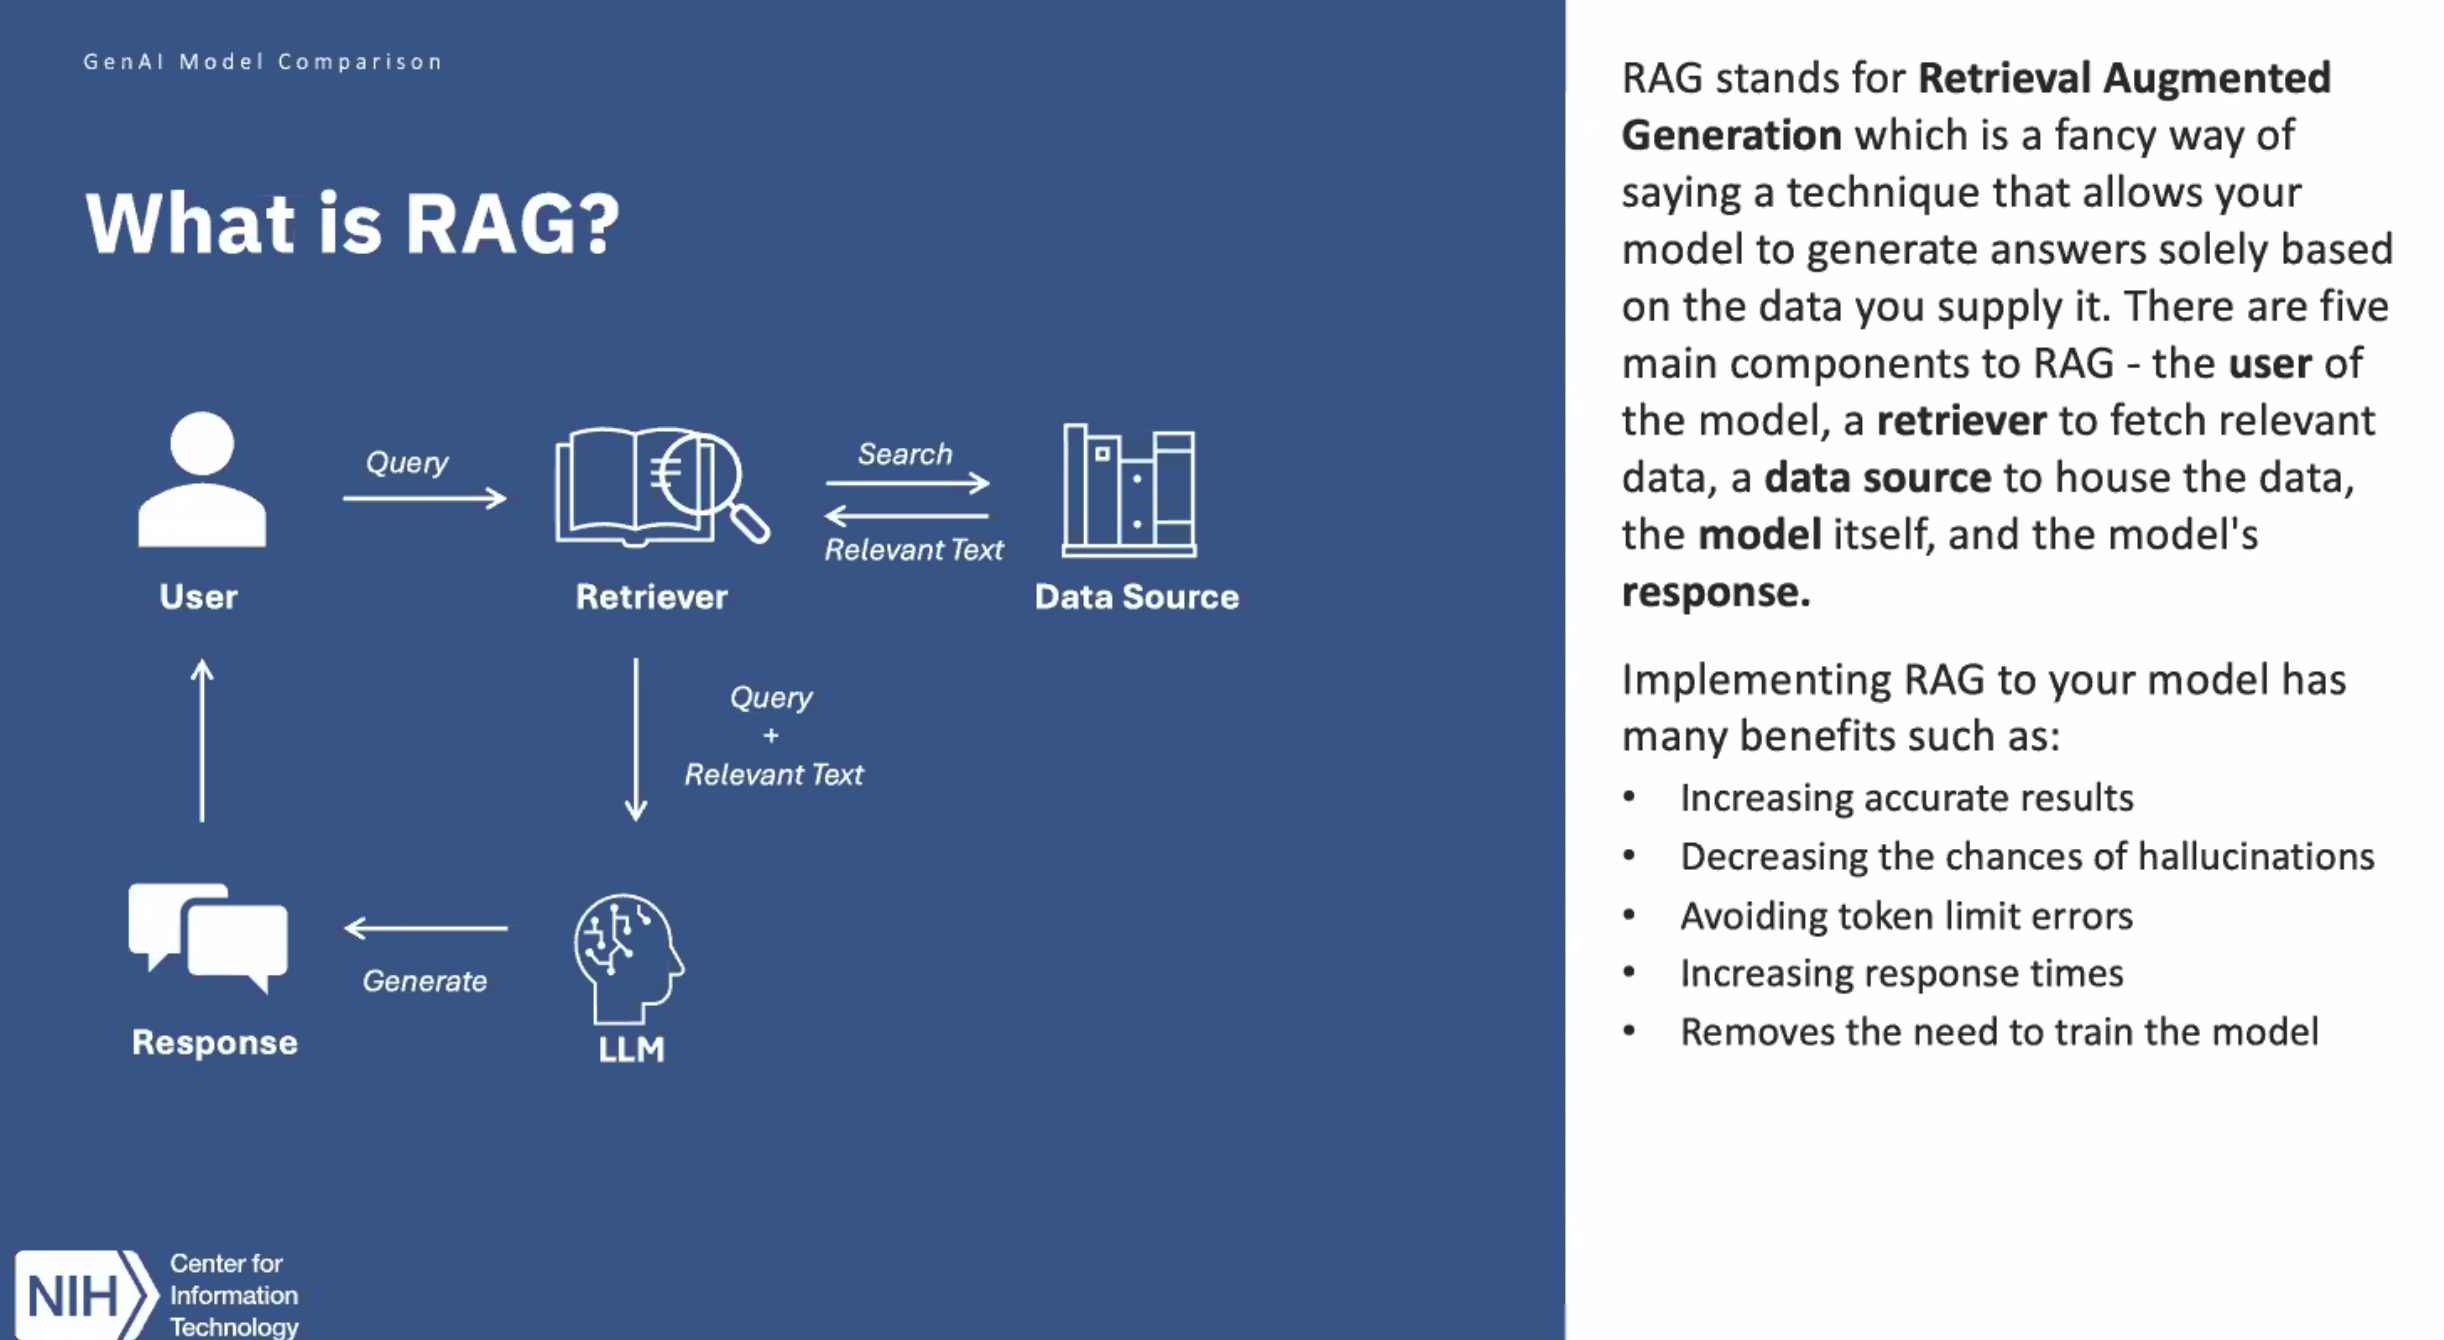 GenAI Model Comparison
What is RAG?
Query
Search
Relevant Text
User
Retriever
Data Source
Query
+
Relevant Text
Generate
Response
LLM
NIH
Center for
Information
Technology
RAG stands for Retrieval Augmented
Generation which is a fancy way of
saying a technique that allows your
model to generate answers solely based
on the data you supply it. There are five
main components to RAG - the user of
the model, a retriever to fetch relevant
data, a data source to house the data,
the model itself, and the model's
response.
Implementing RAG to your model has
many benefits such as:
• Increasing accurate results
• Decreasing the chances of hallucinations
• Avoiding token limit errors
• Increasing response times
• Removes the need to train the model